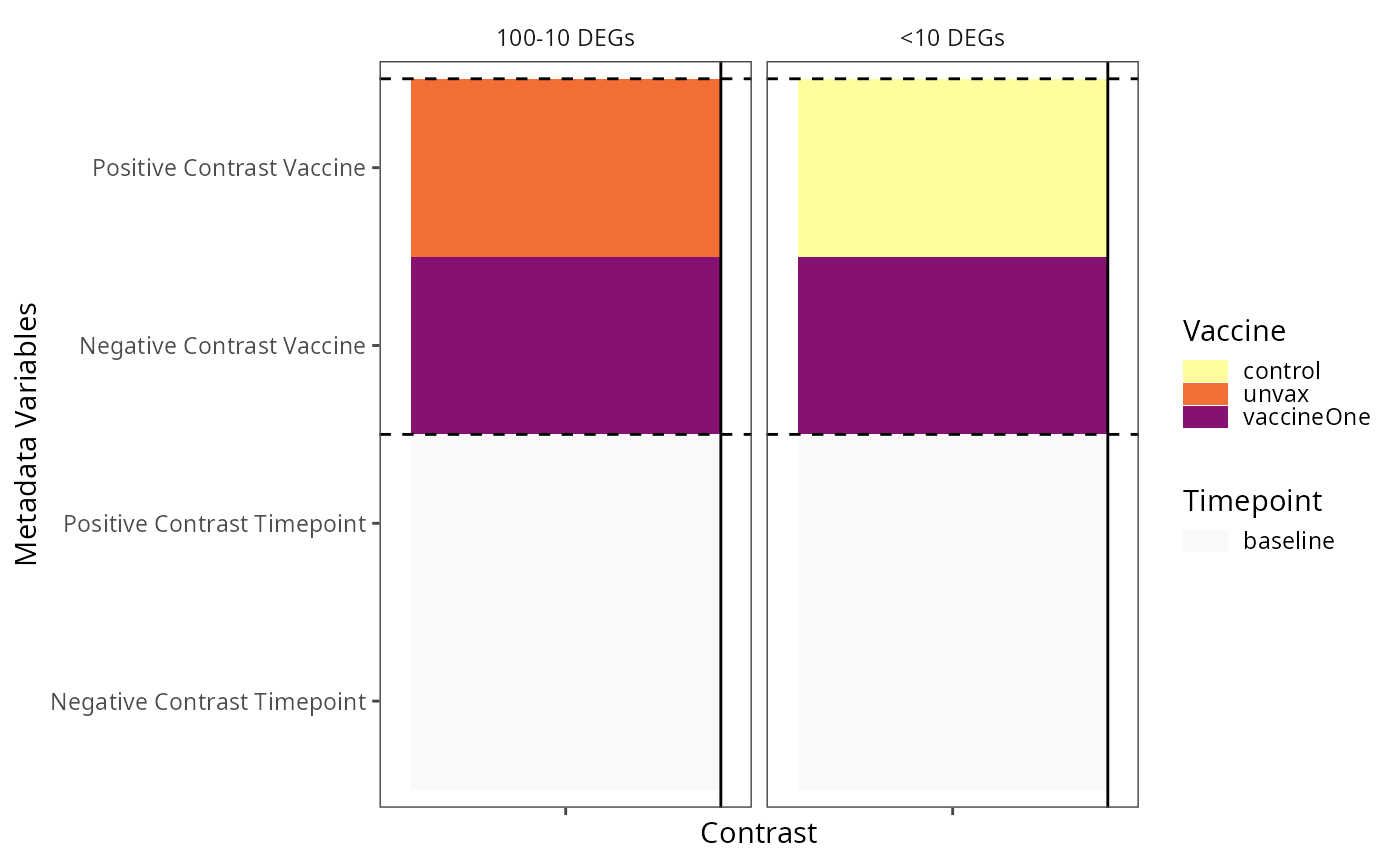 100-10 DEGs
<10 DEGs
Metadata Variables
Positive Contrast Vaccine
Negative Contrast Vaccine
Positive Contrast Timepoint
Negative Contrast Timepoint
Contrast
Vaccine
control
unvax
vaccineOne
Timepoint
baseline